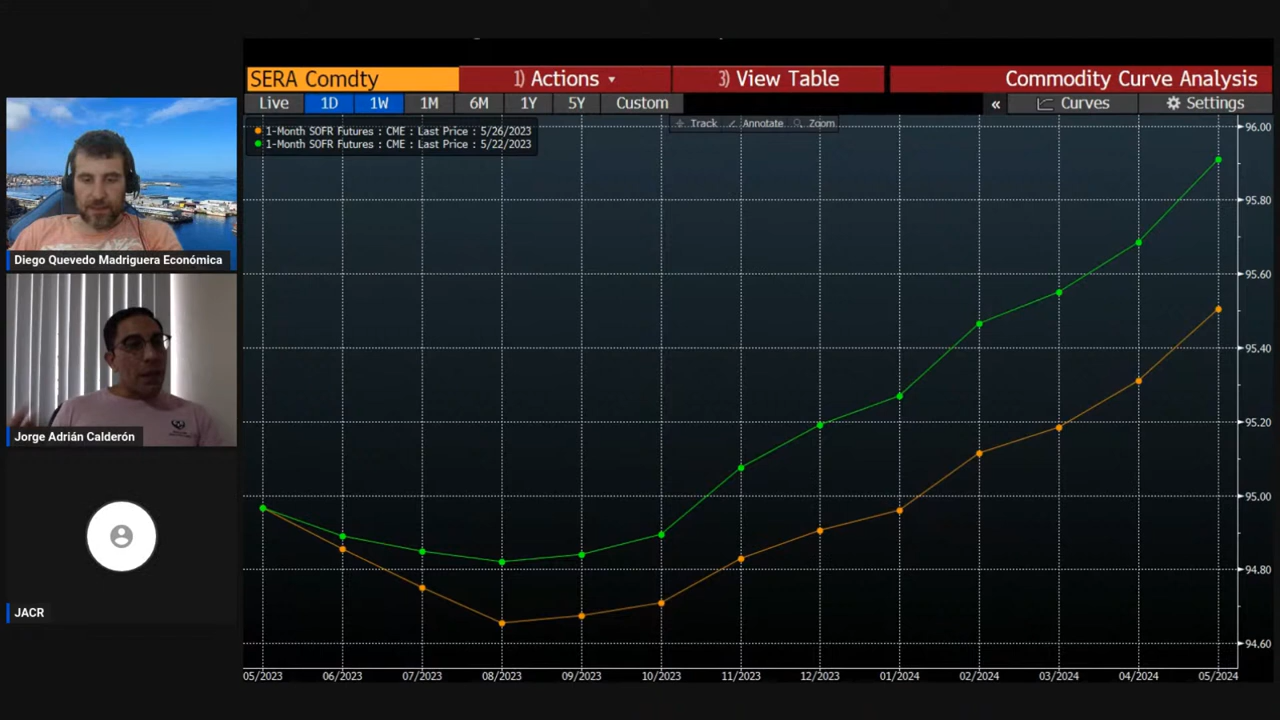 SERA Comdty
1) Actions
3) View Table
Commodity Curve Analysis
Live
1D
1W
1M
6M
1Y
5Y
Custom
«
Curves
Settings
Track
Annotate
Zoom
1-Month SOFR Futures : CME : Last Price : 5/26/2023
1-Month SOFR Futures : CME : Last Price : 5/22/2023
96.00
95.80
95.60
95.40
95.20
95.00
94.80
94.60
05/2023
06/2023
07/2023
08/2023
09/2023
10/2023
11/2023
12/2023
01/2024
02/2024
03/2024
04/2024
05/2024
Diego Quevedo Madriguera Económica
Jorge Adrián Calderón
JACR